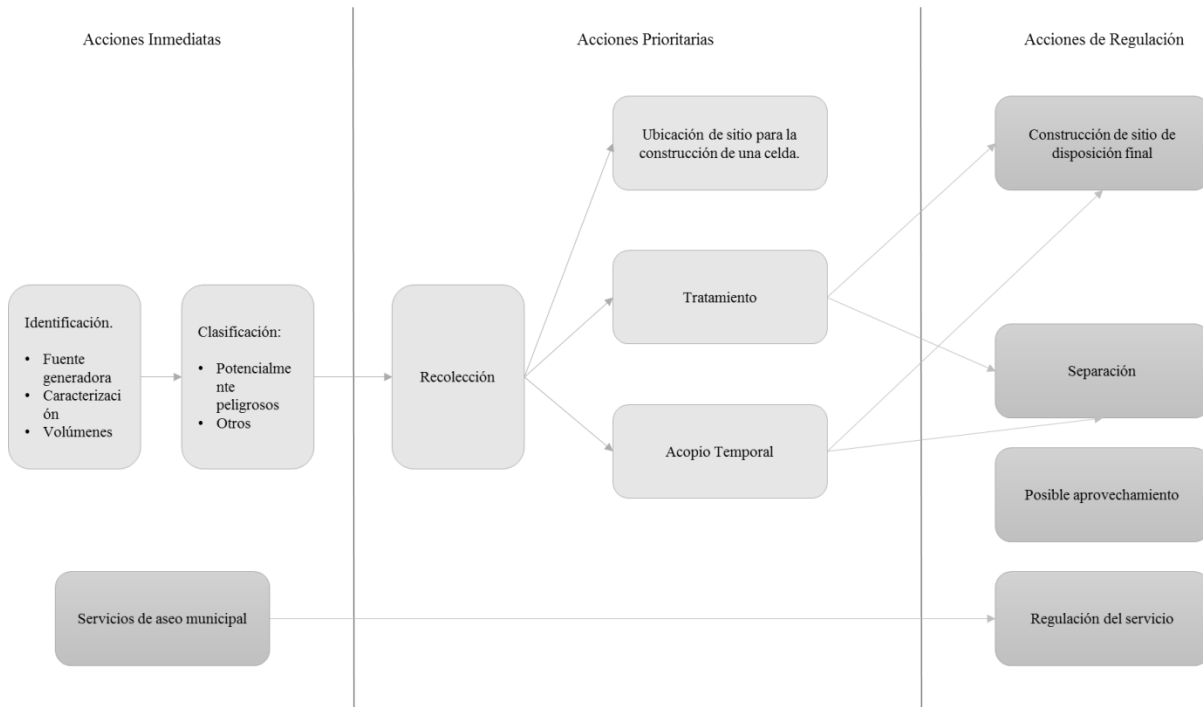 Acciones Inmediatas
Acciones Prioritarias
Acciones de Regulación
Identificación.
• Fuente
generadora
• Caracterizaci
ón
• Volúmenes
Clasificación:
• Potencialme
nte
peligrosos
• Otros
Servicios de aseo municipal
Recolección
Ubicación de sitio para la
construcción de una celda.
Tratamiento
Acopio Temporal
Construcción de sitio de
disposición final
Separación
Posible aprovechamiento
Regulación del servicio